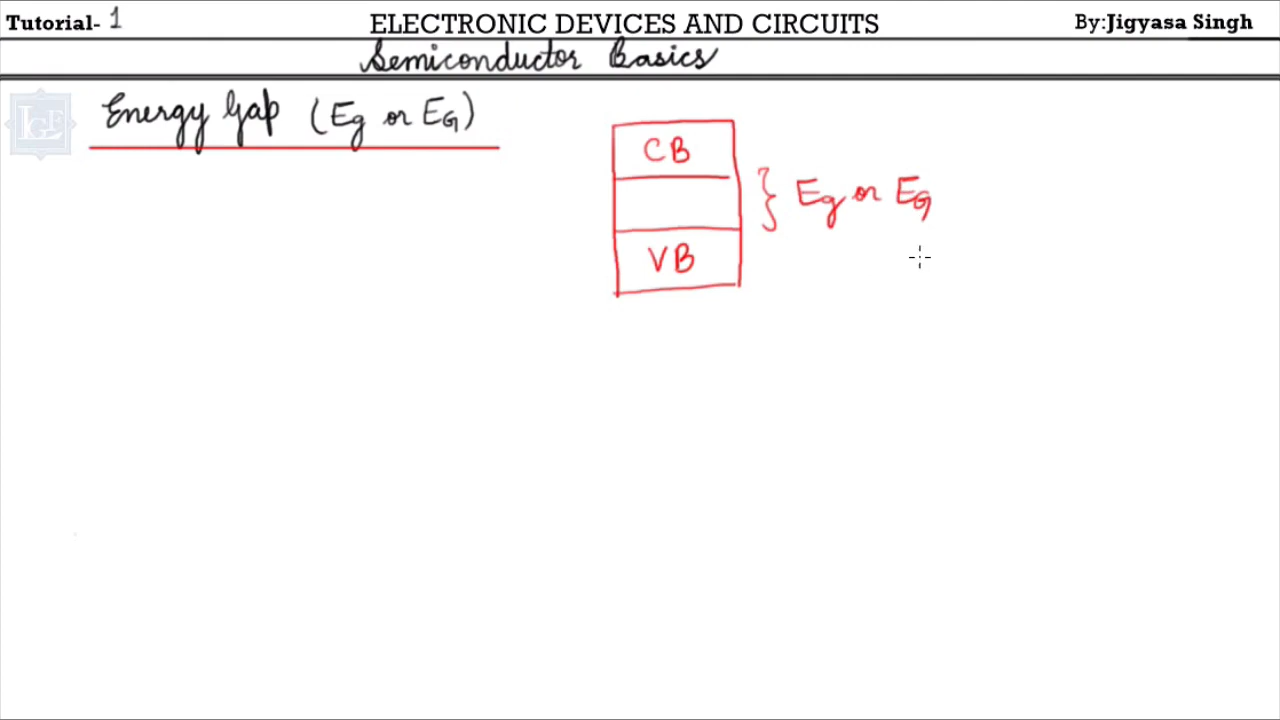 Tutorial- 1
ELECTRONIC DEVICES AND CIRCUITS
By:Jigyasa Singh
Semiconductor Basics
Energy Gap (Eg or EG)
CB
Eg or EG
VB